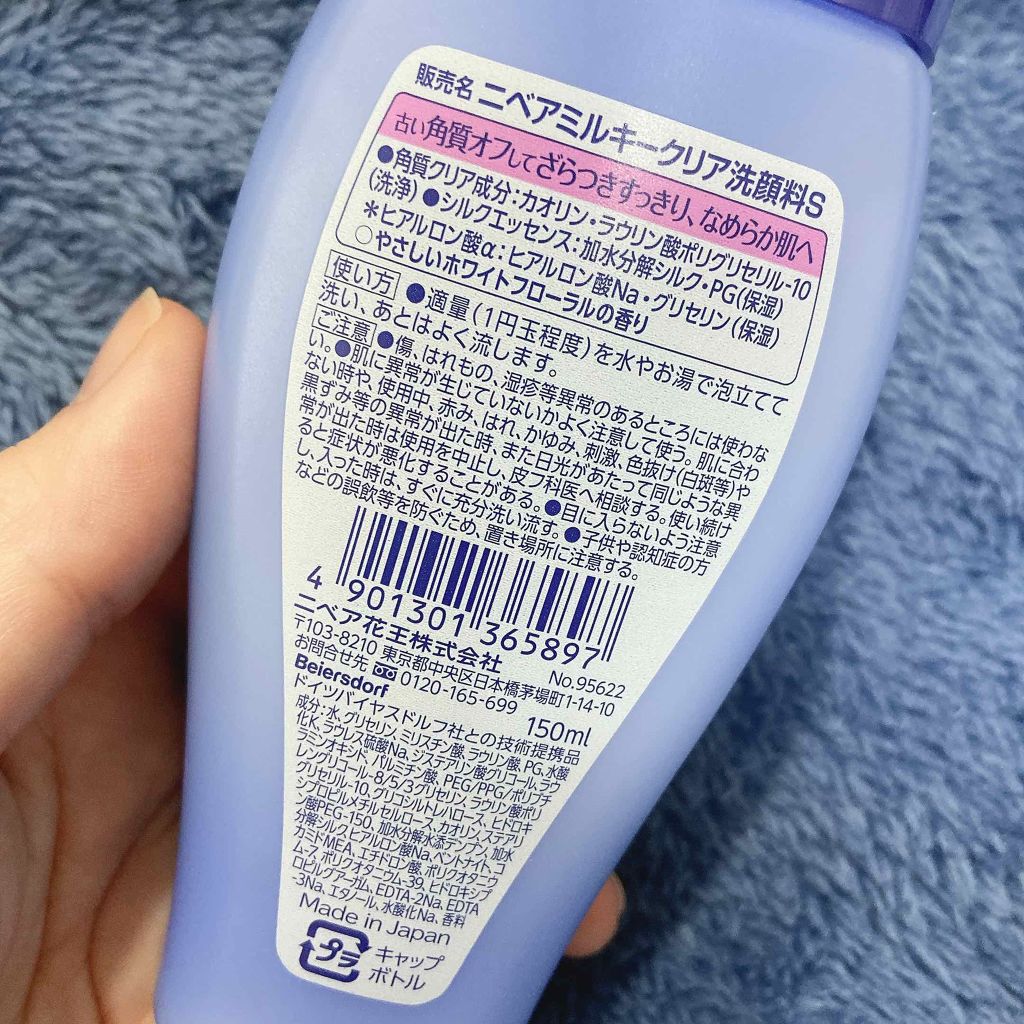 販売名 ニベアミルキークリア洗顔料S
古い角質オフしてざらつきすっきり、なめらか肌へ
●角質クリア成分・カオリン・ラウリン酸ポリグリセリル-10
(洗浄) ●シルクエッセンス:加水分解シルク・PG(保湿)
＊ヒアルロン酸α:ヒアルロン酸Na・グリセリン(保湿)
○やさしいホワイトフローラルの香り
使い方 ●適量(1円玉程度)を水やお湯で泡立てて
洗い、あとはよく流します。
ご注意 ●傷、はれもの、湿疹等異常のあるところには使わな
い。●肌に異常が生じていないかよく注意して使う。肌に合わ
ない時や、使用中、赤み、はれ、かゆみ、刺激、色抜け(白斑等)や
黒ずみ等の異常が出た時、また日光があたって同じような異
常が出た時は使用を中止し、皮フ科医へ相談する。使い続け
ると症状が悪化することがある。●目に入らないよう注意
し、入った時は、すぐに充分洗い流す。●子供や認知症の方
などの誤飲等を防ぐため、置き場所に注意する。
4 901301 365897
ニベア花王株式会社 No.95622
〒103-8210 東京都中央区日本橋茅場町1-14-10
お問合せ先 0120-165-699
Beiersdorf 150ml
ドイツバイヤスドルフ社との技術提携品
成分:水、グリセリン、ミリスチン酸、ラウリン酸、PG、水酸
化K、ラウレス硫酸Na、ジステアリン酸グリコール、ラウ
ラミンオキシド、パルミチン酸、PEG/PPG/ポリブチ
レングリコール-8/5/3グリセリン、ラウリン酸ポリ
グリセリル-10、グリコシルトレハロース、ヒドロキ
シプロピルメチルセルロース、カオリン、ステアリ
ン酸PEG-150、加水分解水添デンプン、加水
分解シルク、ヒアルロン酸Na、ベントナイト、コ
カミドMEA、エチドロン酸、ポリクオタニウ
ム-7、ポリクオタニウム-39、ヒドロキシプ
ロピルグアーガム、EDTA-2Na、EDTA
-3Na、エタノール、水酸化Na、香料
Made in Japan
プラ キャップ
ボトル